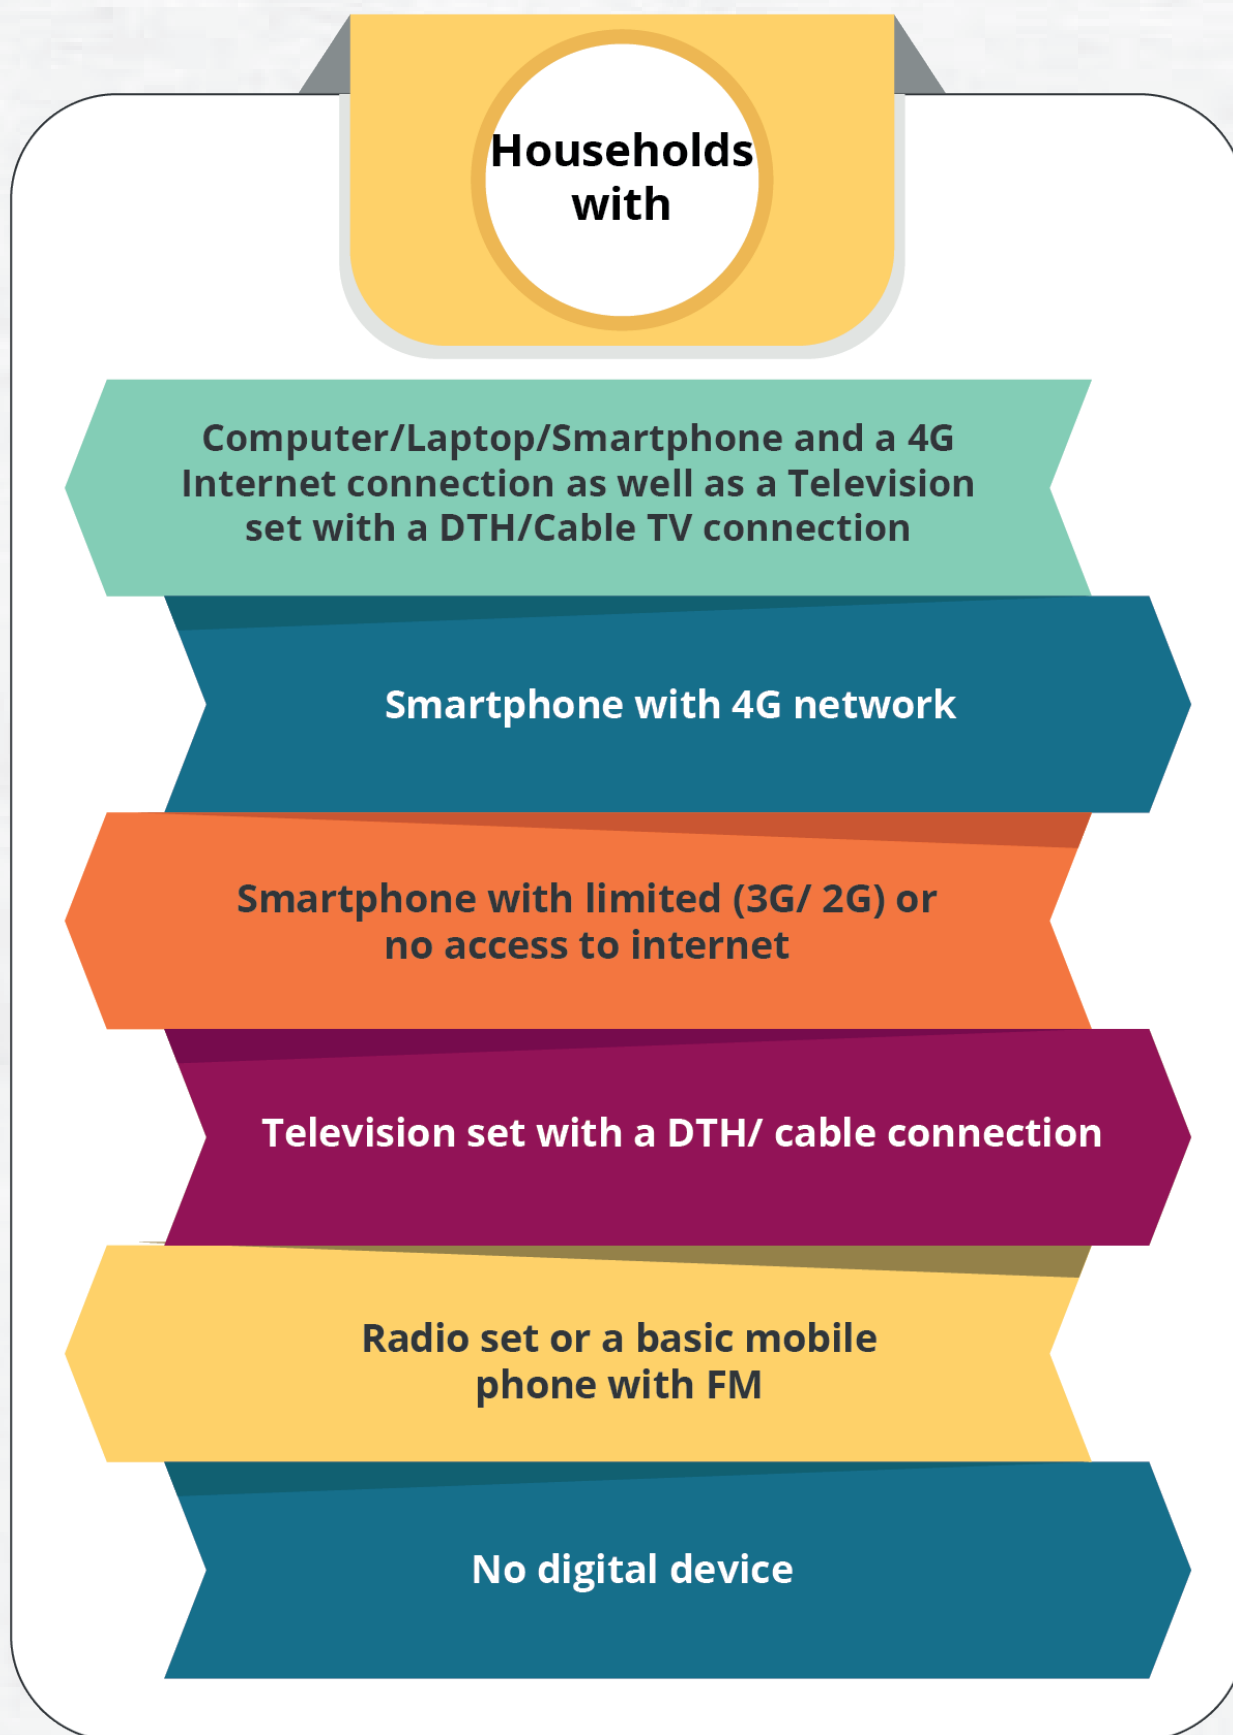 Households
with
Computer/Laptop/Smartphone and a 4G
Internet connection as well as a Television
set with a DTH/Cable TV connection
Smartphone with 4G network
Smartphone with limited (3G/ 2G) or
no access to internet
Television set with a DTH/ cable connection
Radio set or a basic mobile
phone with FM
No digital device